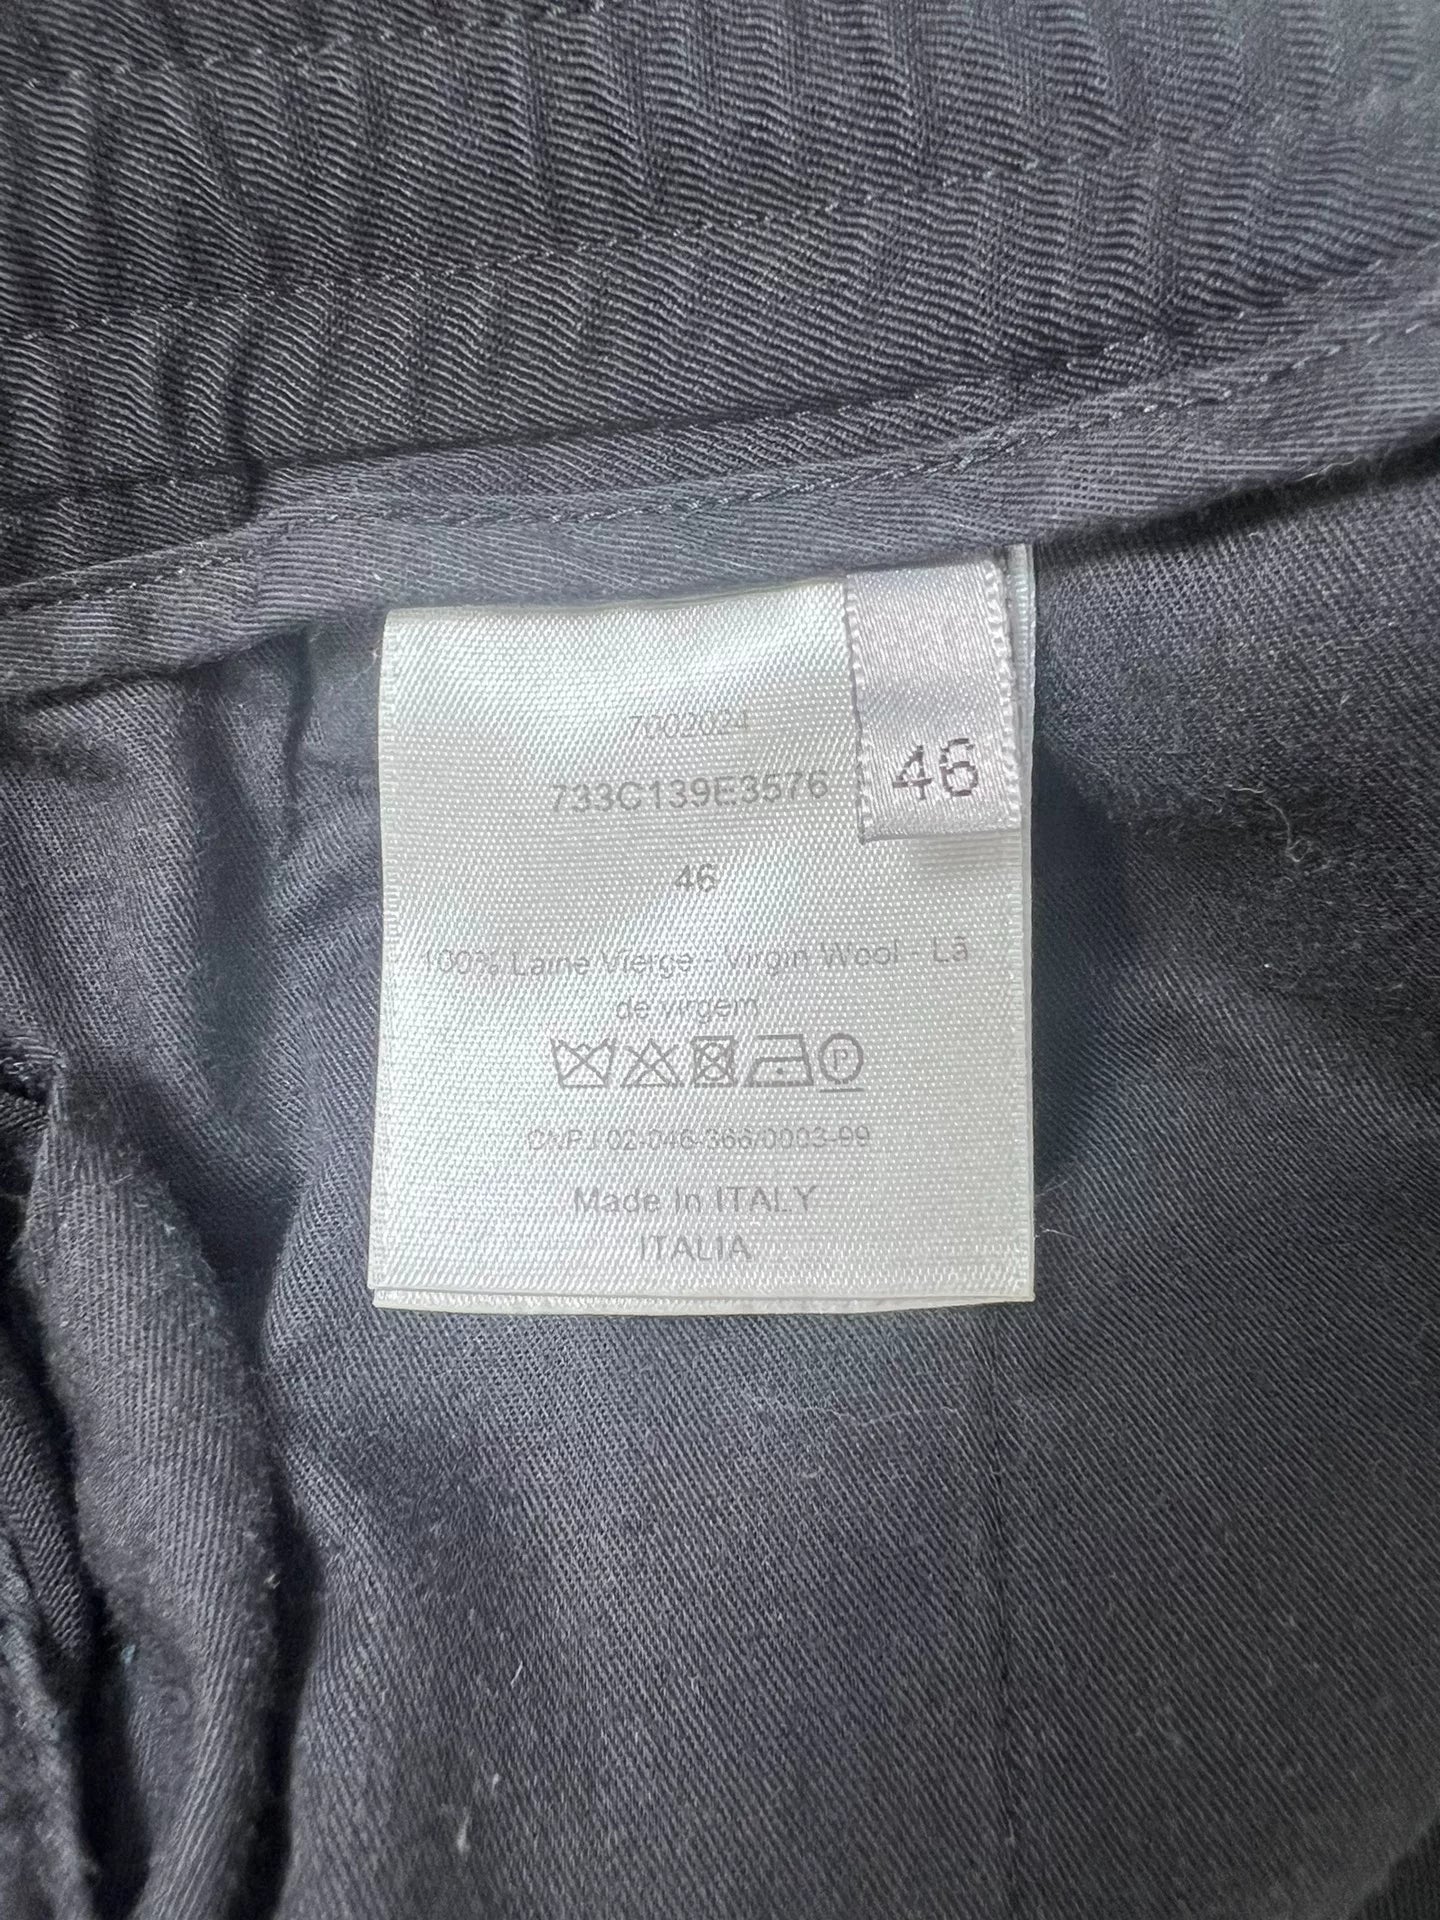 7002024
733C139E3576
46
46
100% Laine Vierge - Virgin Wool - Lã
de virgem
P
CNPJ 02-046-366/0003-99
Made In ITALY
ITALIA